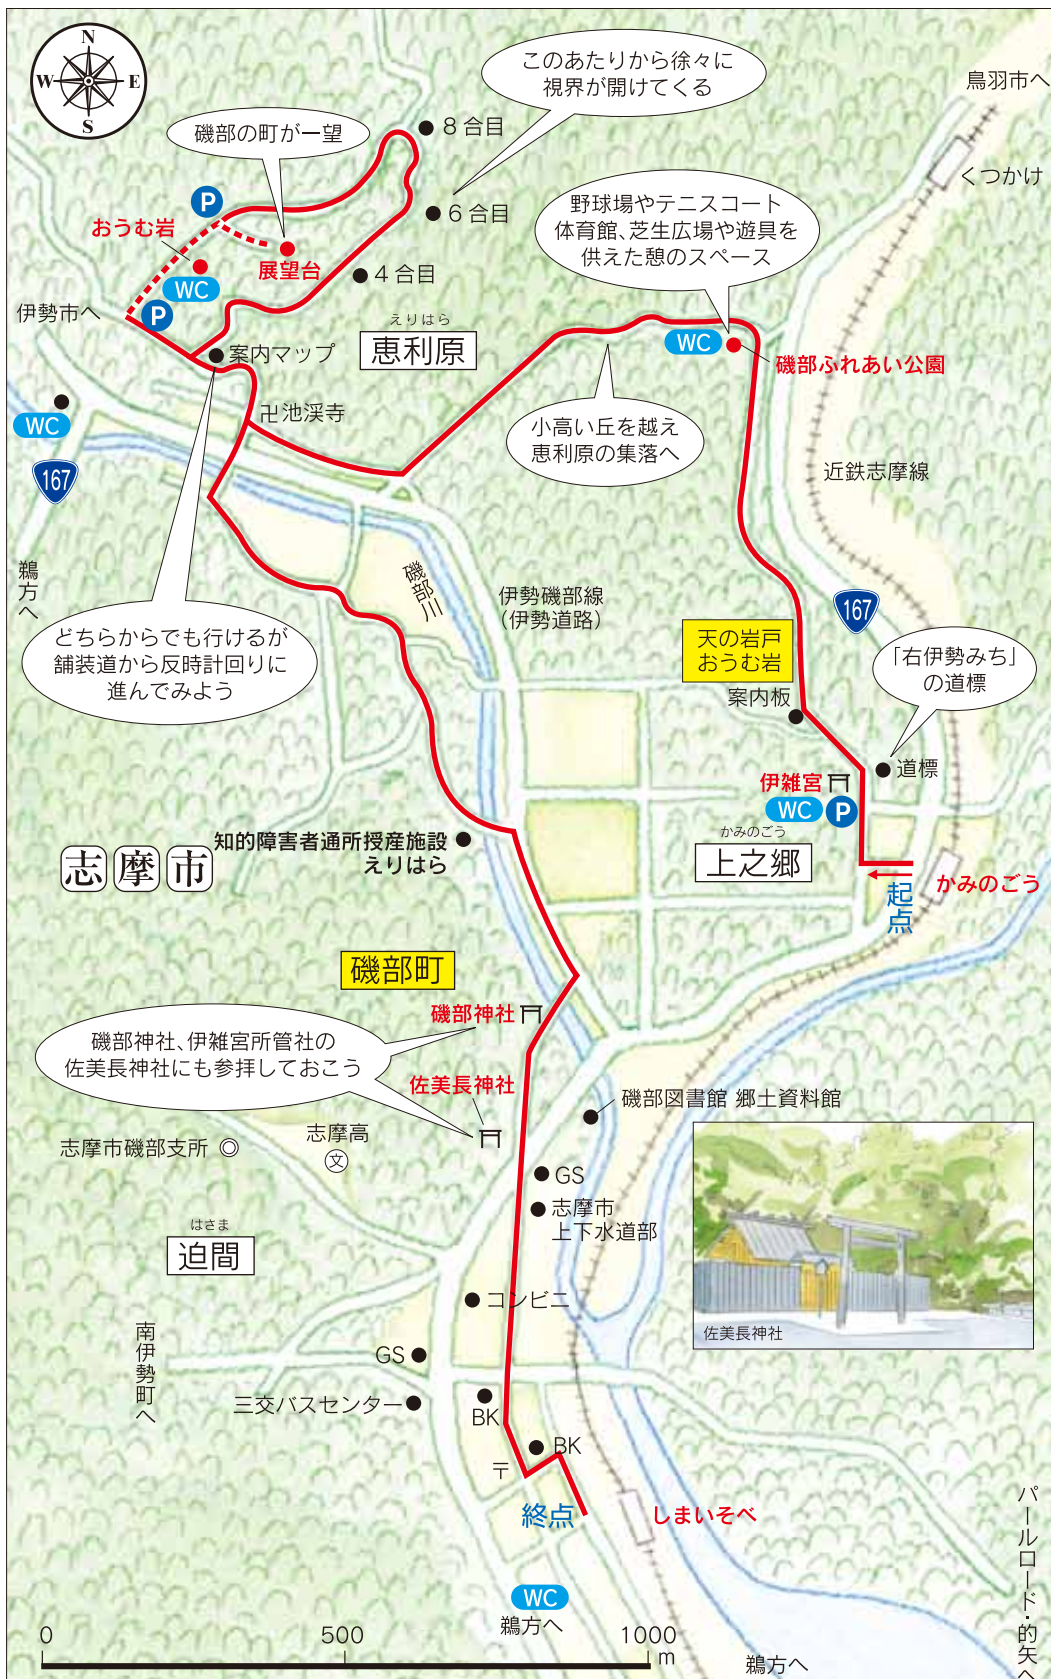 N
W
E
S
このあたりから徐々に
視界が開けてくる
鳥羽市へ
磯部の町が一望
8合目
くつかけ
P
6合目
野球場やテニスコート
体育館、芝生広場や遊具を
供えた憩のスペース
おうむ岩
展望台
4合目
WC
伊勢市へ
P
えりはら
恵利原
案内マップ
WC
磯部ふれあい公園
卍池渓寺
小高い丘を越え
恵利原の集落へ
WC
167
近鉄志摩線
鵜方へ
磯部川
伊勢磯部線
(伊勢道路)
167
どちらからでも行けるが
舗装道から反時計回りに
進んでみよう
天の岩戸
おうむ岩
案内板
「右伊勢みち」
の道標
道標
伊雑宮
WC
P
かみのごう
上之郷
知的障害者通所授産施設
えりはら
志摩市
かみのごう
起点
磯部町
磯部神社
磯部神社、伊雑宮所管社の
佐美長神社にも参拝しておこう
佐美長神社
磯部図書館 郷土資料館
志摩市磯部支所
志摩高
文
GS
志摩市
上下水道部
はさま
迫間
コンビニ
佐美長神社
南伊勢町へ
GS
三交バスセンター
BK
BK
〒
終点
しまいそべ
パールロード・的矢へ
WC
鵜方へ
0
500
1000
m
鵜方へ